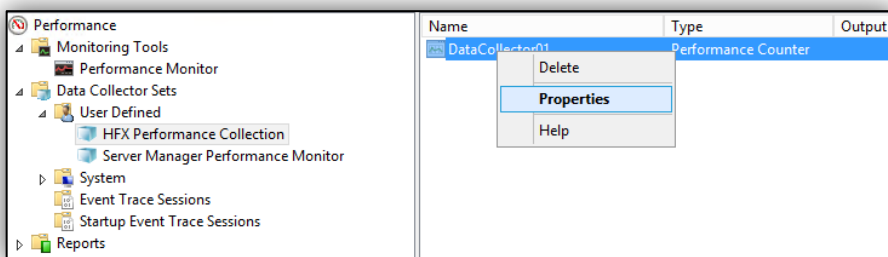 Performance
Monitoring Tools
Performance Monitor
Data Collector Sets
User Defined
HFX Performance Collection
Server Manager Performance Monitor
System
Event Trace Sessions
Startup Event Trace Sessions
Reports
Name Type Output
DataCollector01 Performance Counter
Delete
Properties
Help